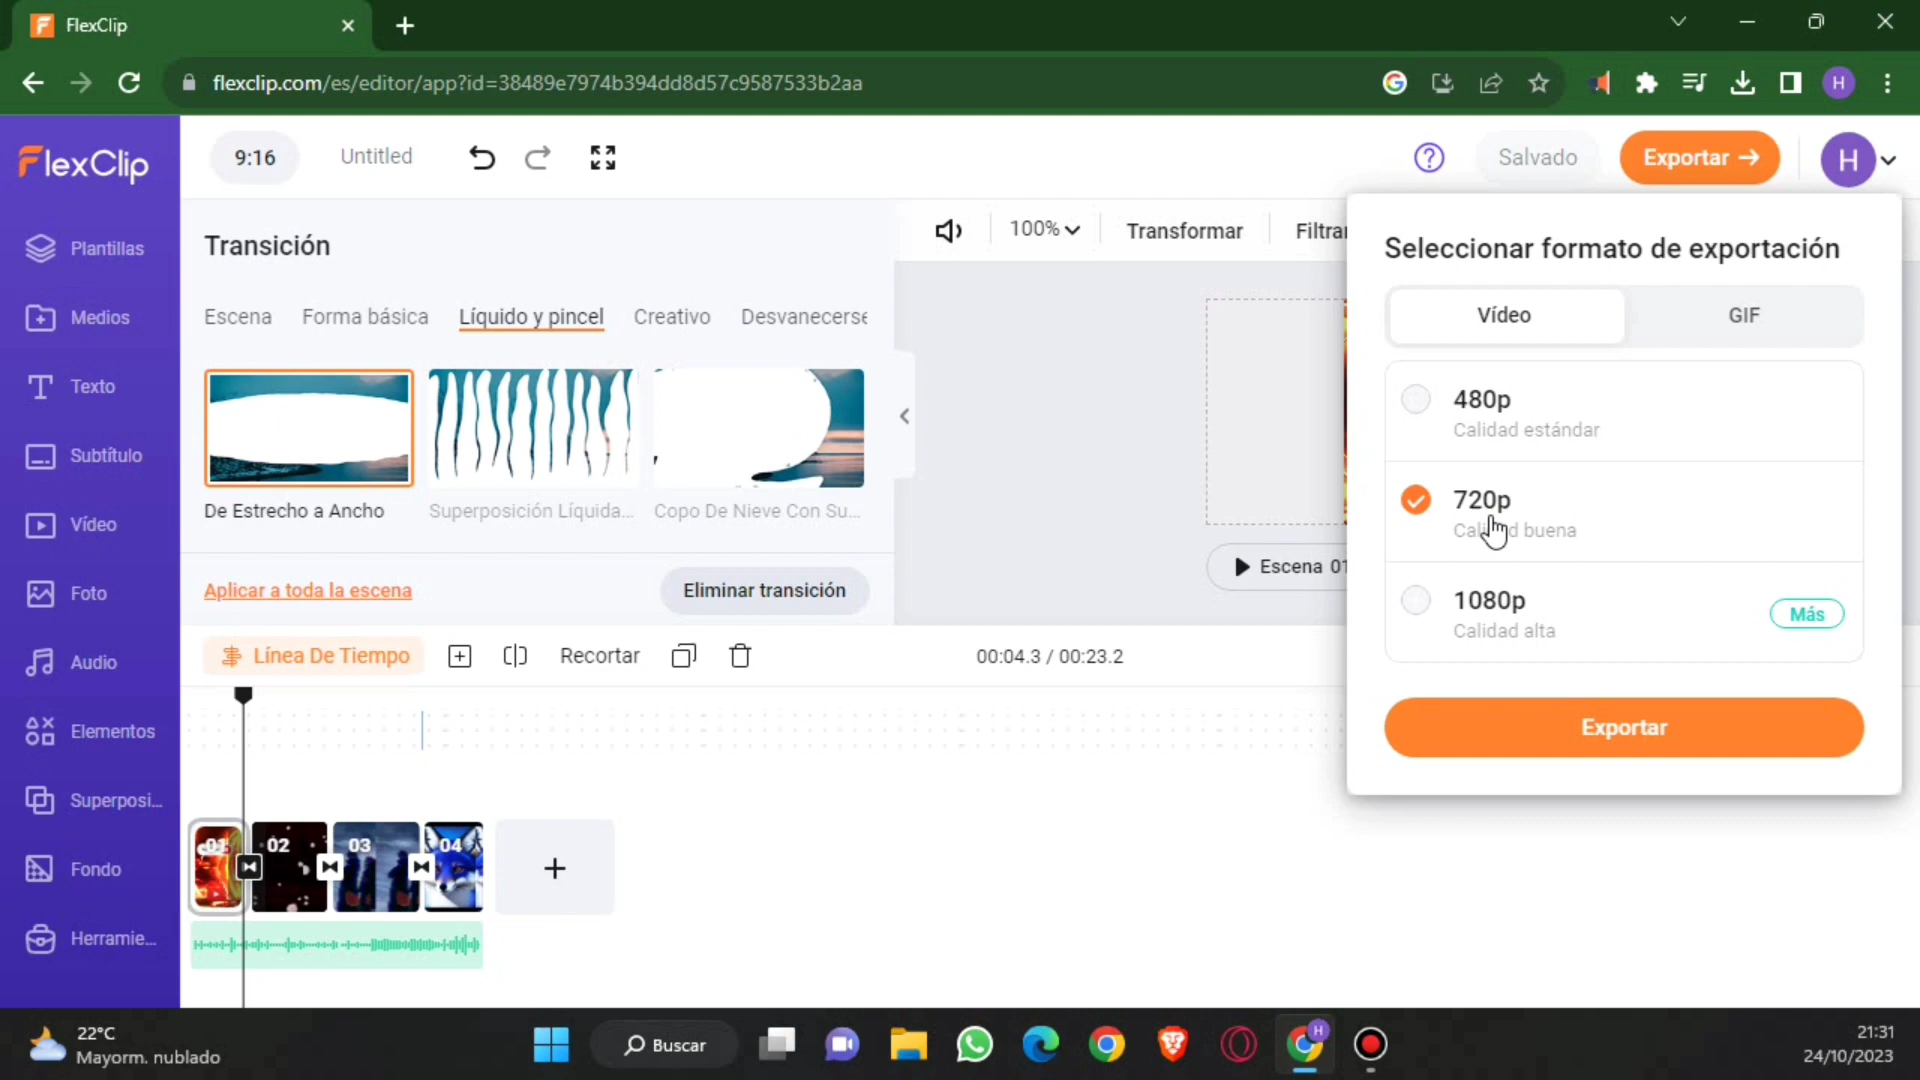 FlexClip
flexclip.com/es/editor/app?id=38489e7974b394dd8d57c9587533b2aa
H
FlexClip
9:16
Untitled
Salvado
Exportar →
H
Plantillas
Medios
Texto
Subtítulo
Vídeo
Foto
Audio
Elementos
Superposi...
Fondo
Herramie...
Transición
Escena Forma básica Líquido y pincel Creativo Desvanecerse
De Estrecho a Ancho
Superposición Líquida...
Copo De Nieve Con Su...
Aplicar a toda la escena
Eliminar transición
100%
Transformar
Filtrar
Escena 01
Seleccionar formato de exportación
Vídeo
GIF
480p
Calidad estándar
720p
Calidad buena
1080p
Calidad alta
Más
Exportar
Línea De Tiempo
Recortar
00:04.3 / 00:23.2
01
02
03
04
22°C
Mayorm. nublado
Buscar
H
21:31
24/10/2023